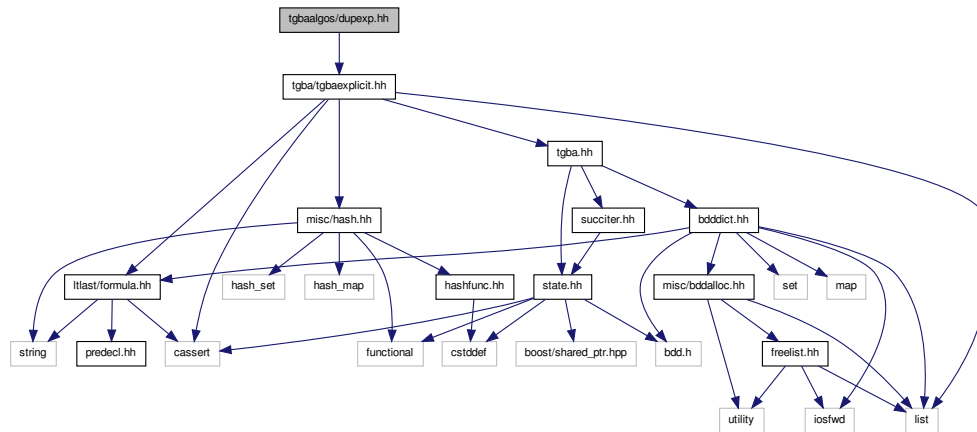 tgbaalgos/dupexp.hh
tgba/tgbaexplicit.hh
tgba.hh
misc/hash.hh
succiter.hh
bdddict.hh
ltlast/formula.hh
hash_set
hash_map
hashfunc.hh
state.hh
misc/bddalloc.hh
set
map
string
predecl.hh
cassert
functional
cstddef
boost/shared_ptr.hpp
bdd.h
freelist.hh
utility
iosfwd
list